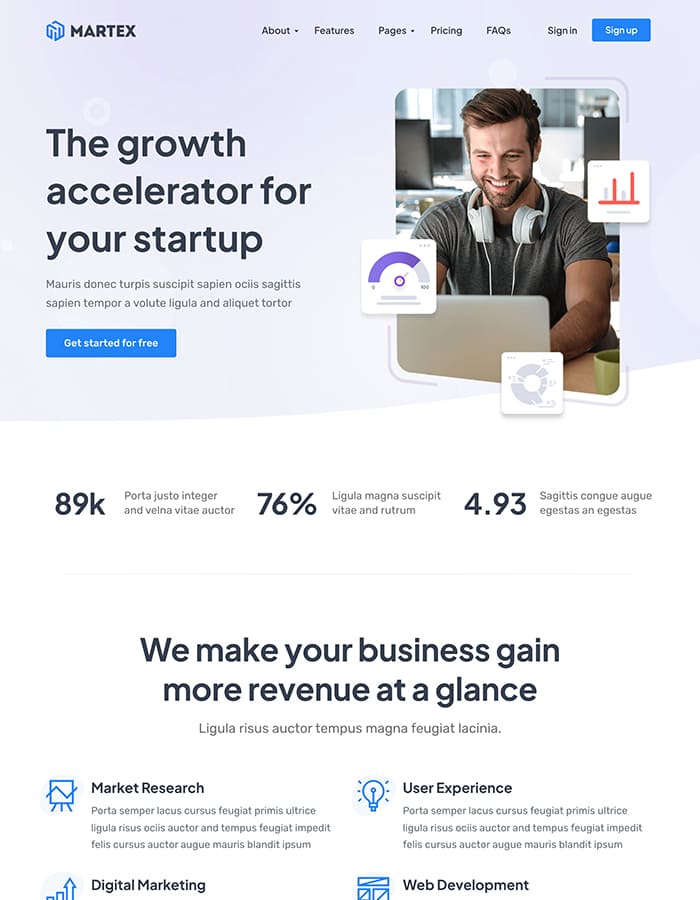 MARTEX
About
Features
Pages
Pricing
FAQs
Sign in
Sign up
The growth
accelerator for
your startup
Mauris donec turpis suscipit sapien ociis sagittis
sapien tempor a volute ligula and aliquet tortor
Get started for free
0
100
89k
Porta justo integer
and velna vitae auctor
76%
Ligula magna suscipit
vitae and rutrum
4.93
Sagittis congue augue
egestas an egestas
We make your business gain
more revenue at a glance
Ligula risus auctor tempus magna feugiat lacinia.
Market Research
Porta semper lacus cursus feugiat primis ultrice
ligula risus ociis auctor and tempus feugiat impedit
felis cursus auctor augue mauris blandit ipsum
User Experience
Porta semper lacus cursus feugiat primis ultrice
ligula risus ociis auctor and tempus feugiat impedit
felis cursus auctor augue mauris blandit ipsum
Digital Marketing
Web Development